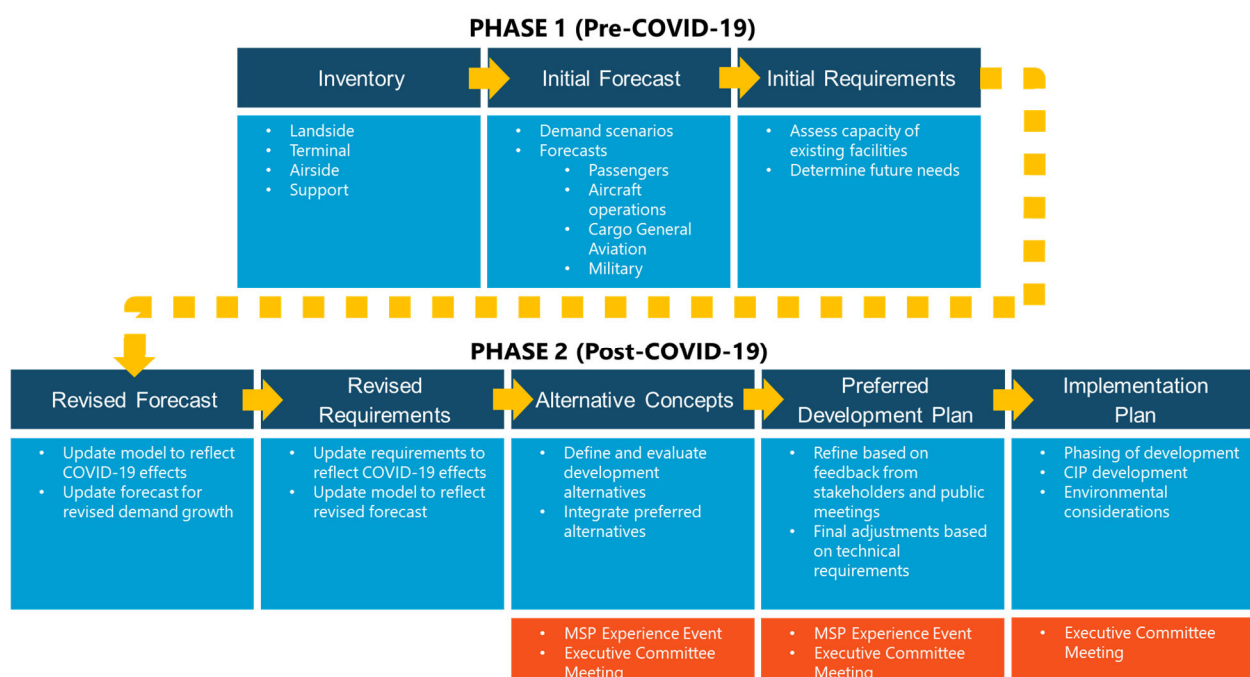 PHASE 1 (Pre-COVID-19)
Inventory
• Landside
• Terminal
• Airside
• Support
Initial Forecast
• Demand scenarios
• Forecasts
• Passengers
• Aircraft
operations
• Cargo General
Aviation
• Military
Initial Requirements
• Assess capacity of
existing facilities
• Determine future needs
PHASE 2 (Post-COVID-19)
Revised Forecast
• Update model to reflect
COVID-19 effects
• Update forecast for
revised demand growth
Revised
Requirements
• Update requirements to
reflect COVID-19 effects
• Update model to reflect
revised forecast
Alternative Concepts
• Define and evaluate
development
alternatives
• Integrate preferred
alternatives
• MSP Experience Event
• Executive Committee
Meeting
Preferred
Development Plan
• Refine based on
feedback from
stakeholders and public
meetings
• Final adjustments based
on technical
requirements
• MSP Experience Event
• Executive Committee
Meeting
Implementation
Plan
• Phasing of development
• CIP development
• Environmental
considerations
• Executive Committee
Meeting